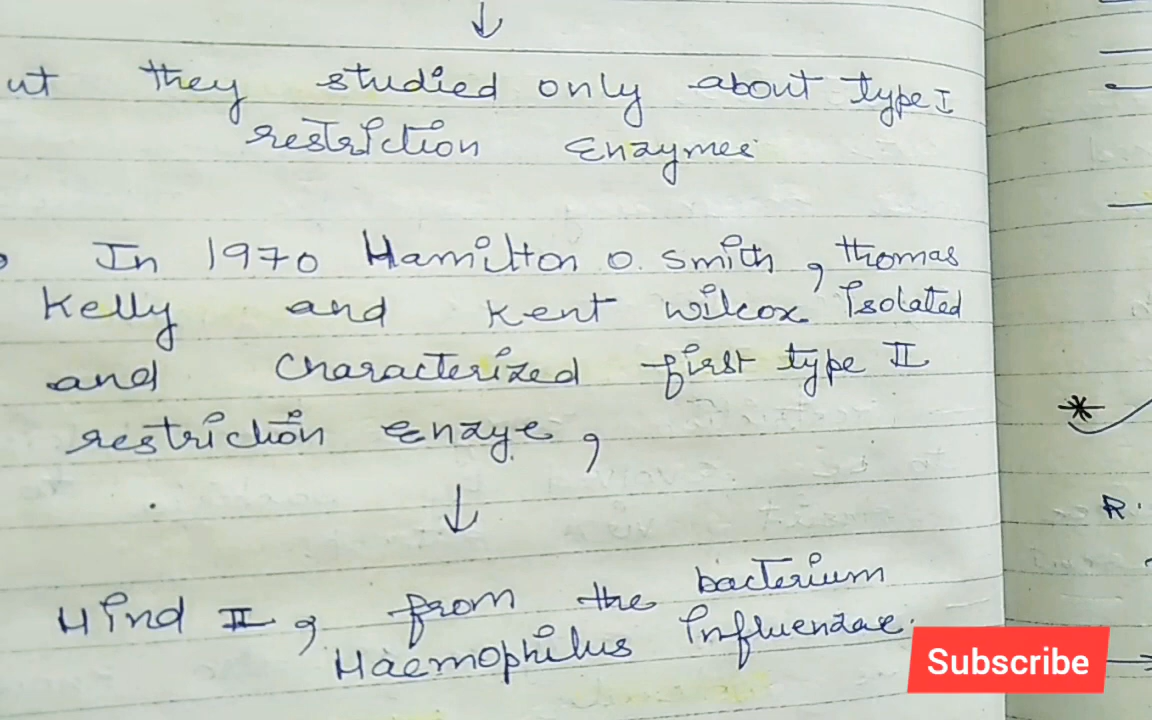 ↓
ut they studied only about type I
restriction Enzymes
In 1970 Hamilton O. Smith, thomas
Kelly and Kent wilcox isolated
and characterized first type II
restriction enzye,
↓
Hind II, from the bacterium
Haemophilus influenzae.
*
R.
Subscribe